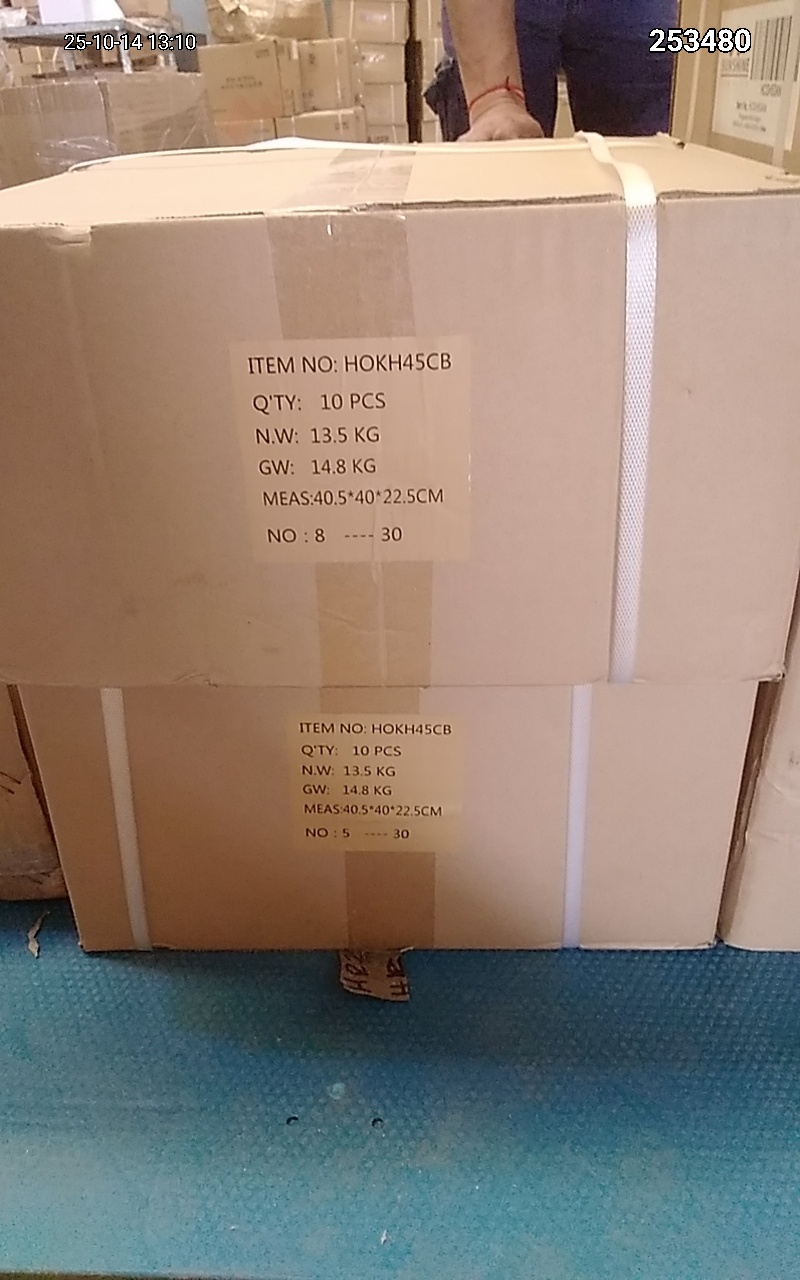 25-10-14 13:10
253480
ITEM NO: HOKH45CB
Q'TY: 10 PCS
N.W: 13.5 KG
GW: 14.8 KG
MEAS:40.5*40*22.5CM
NO : 8 ---- 30
ITEM NO: HOKH45CB
Q'TY: 10 PCS
N.W: 13.5 KG
GW: 14.8 KG
MEAS:40.5*40*22.5CM
NO : 5 ---- 30